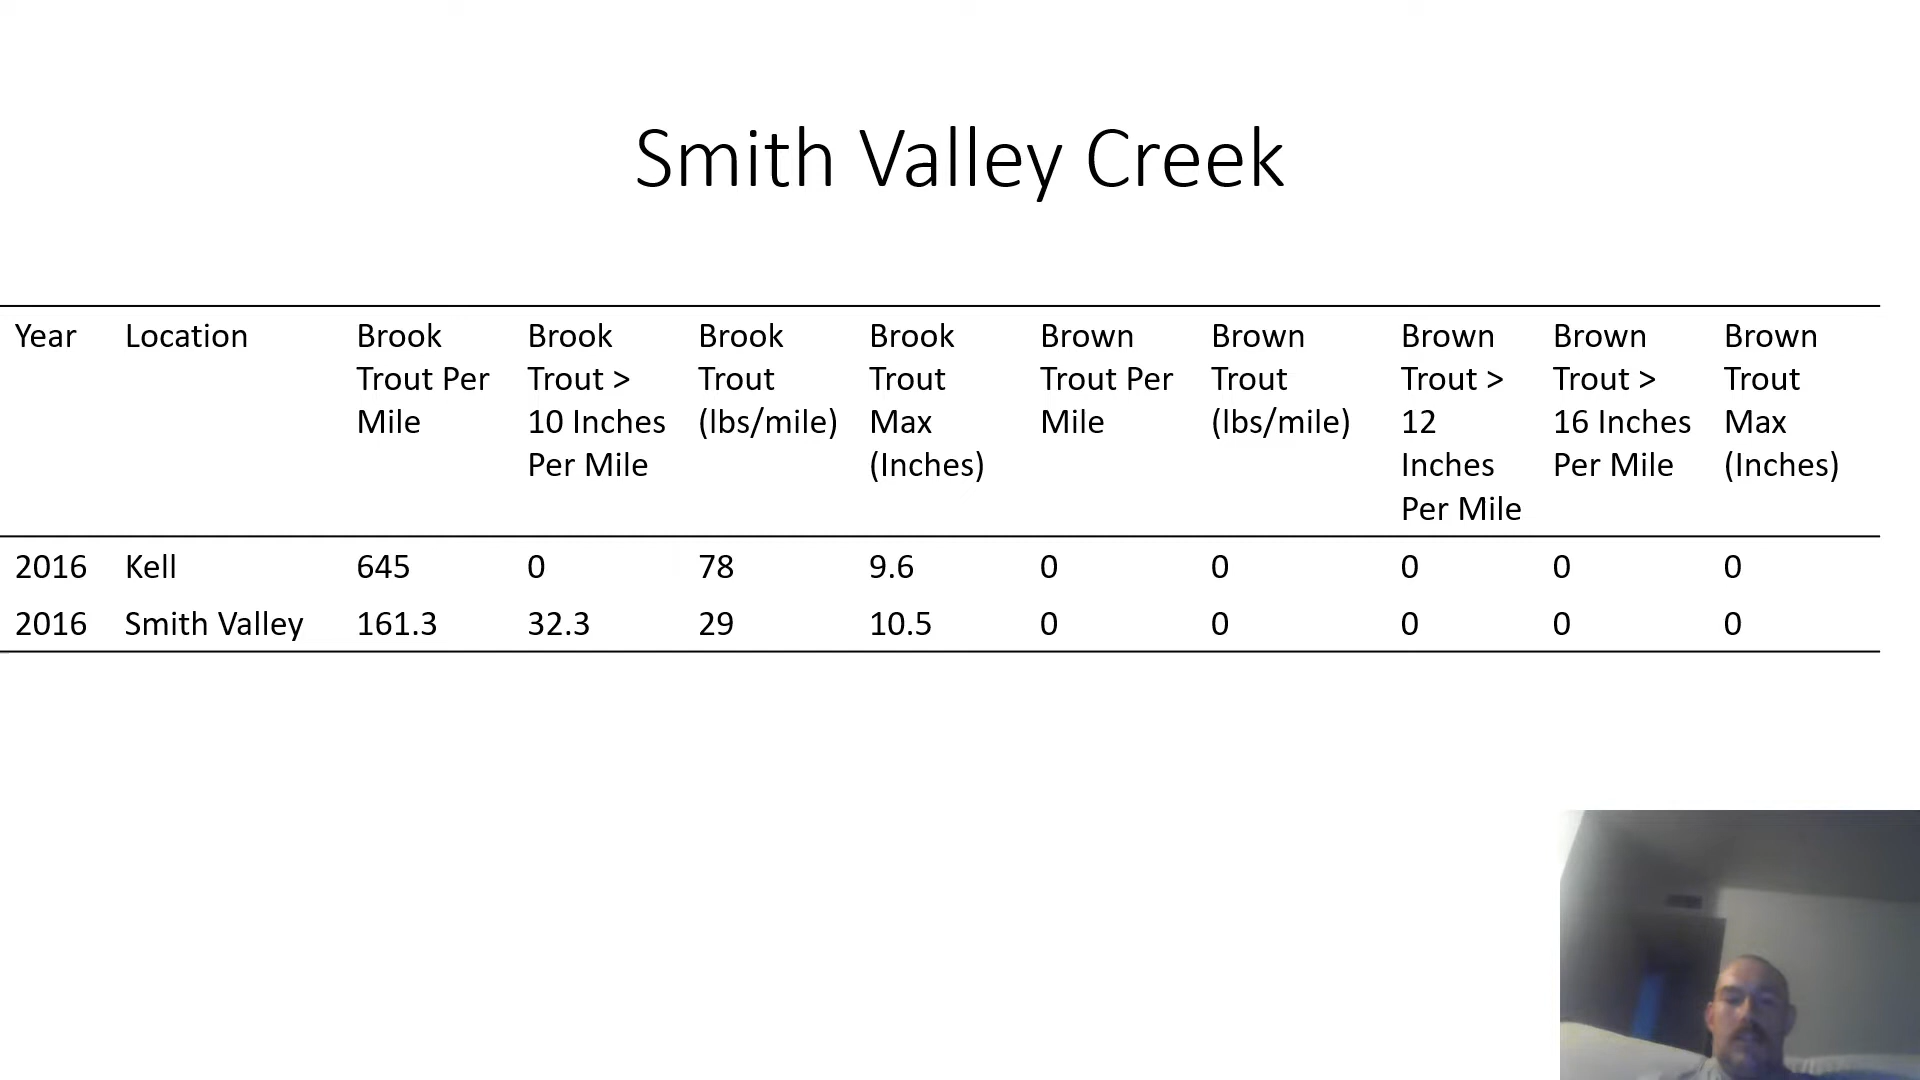 Smith Valley Creek
Year Location Brook Trout Per Mile Brook Trout > 10 Inches Per Mile Brook Trout (lbs/mile) Brook Trout Max (Inches) Brown Trout Per Mile Brown Trout (lbs/mile) Brown Trout > 12 Inches Per Mile Brown Trout > 16 Inches Per Mile Brown Trout Max (Inches)
2016 Kell 645 0 78 9.6 0 0 0 0 0
2016 Smith Valley 161.3 32.3 29 10.5 0 0 0 0 0